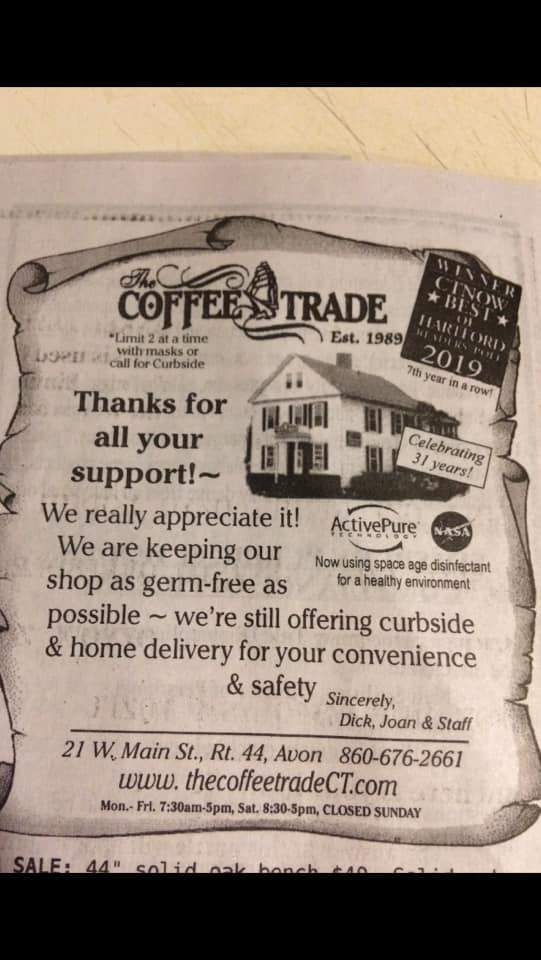 The
COFFEE TRADE
Est. 1989
*Limit 2 at a time
with masks or
call for Curbside
WINNER
CTNOW
★ BEST ★
OF
HARTFORD
READERS POLL
2019
7th year in a row!
Thanks for
all your
support!~
Celebrating
31 years!
We really appreciate it!
We are keeping our
shop as germ-free as
possible ~ we're still offering curbside
& home delivery for your convenience
& safety
ActivePure
TECHNOLOGY
NASA
Now using space age disinfectant
for a healthy environment
Sincerely,
Dick, Joan & Staff
21 W. Main St., Rt. 44, Avon 860-676-2661
www. thecoffeetradeCT.com
Mon.- Fri. 7:30am-5pm, Sat. 8:30-5pm, CLOSED SUNDAY
SALE: 44" solid oak bench $40